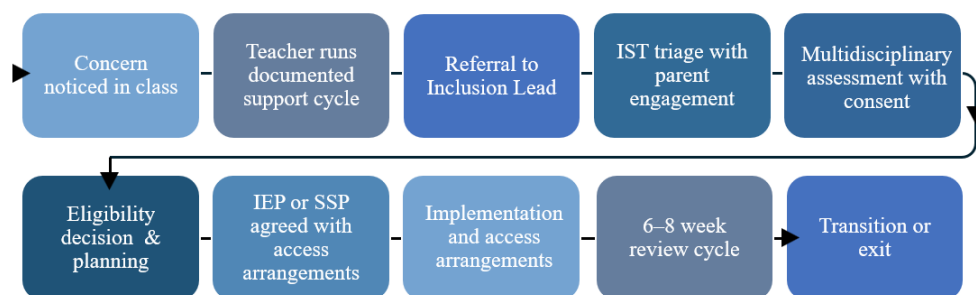 Concern
noticed in class
Teacher runs
documented
support cycle
Referral to
Inclusion Lead
IST triage with
parent
engagement
Multidisciplinary
assessment with
consent
Eligibility
decision &
planning
IEP or SSP
agreed with
access
arrangements
Implementation
and access
arrangements
6–8 week
review cycle
Transition or
exit